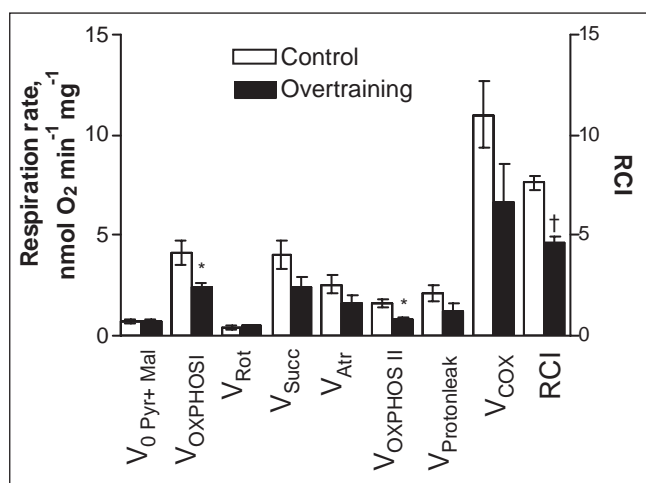 Respiration rate,
nmol O₂ min⁻¹ mg⁻¹
15
10
5
0
Control
Overtraining
15
10
5
0
RCI
*
*
†
V0 Pyr+ Mal
VOXPHOSI
VRot
VSucc
VAtr
VOXPHOS II
VProtonleak
VCOX
RCI